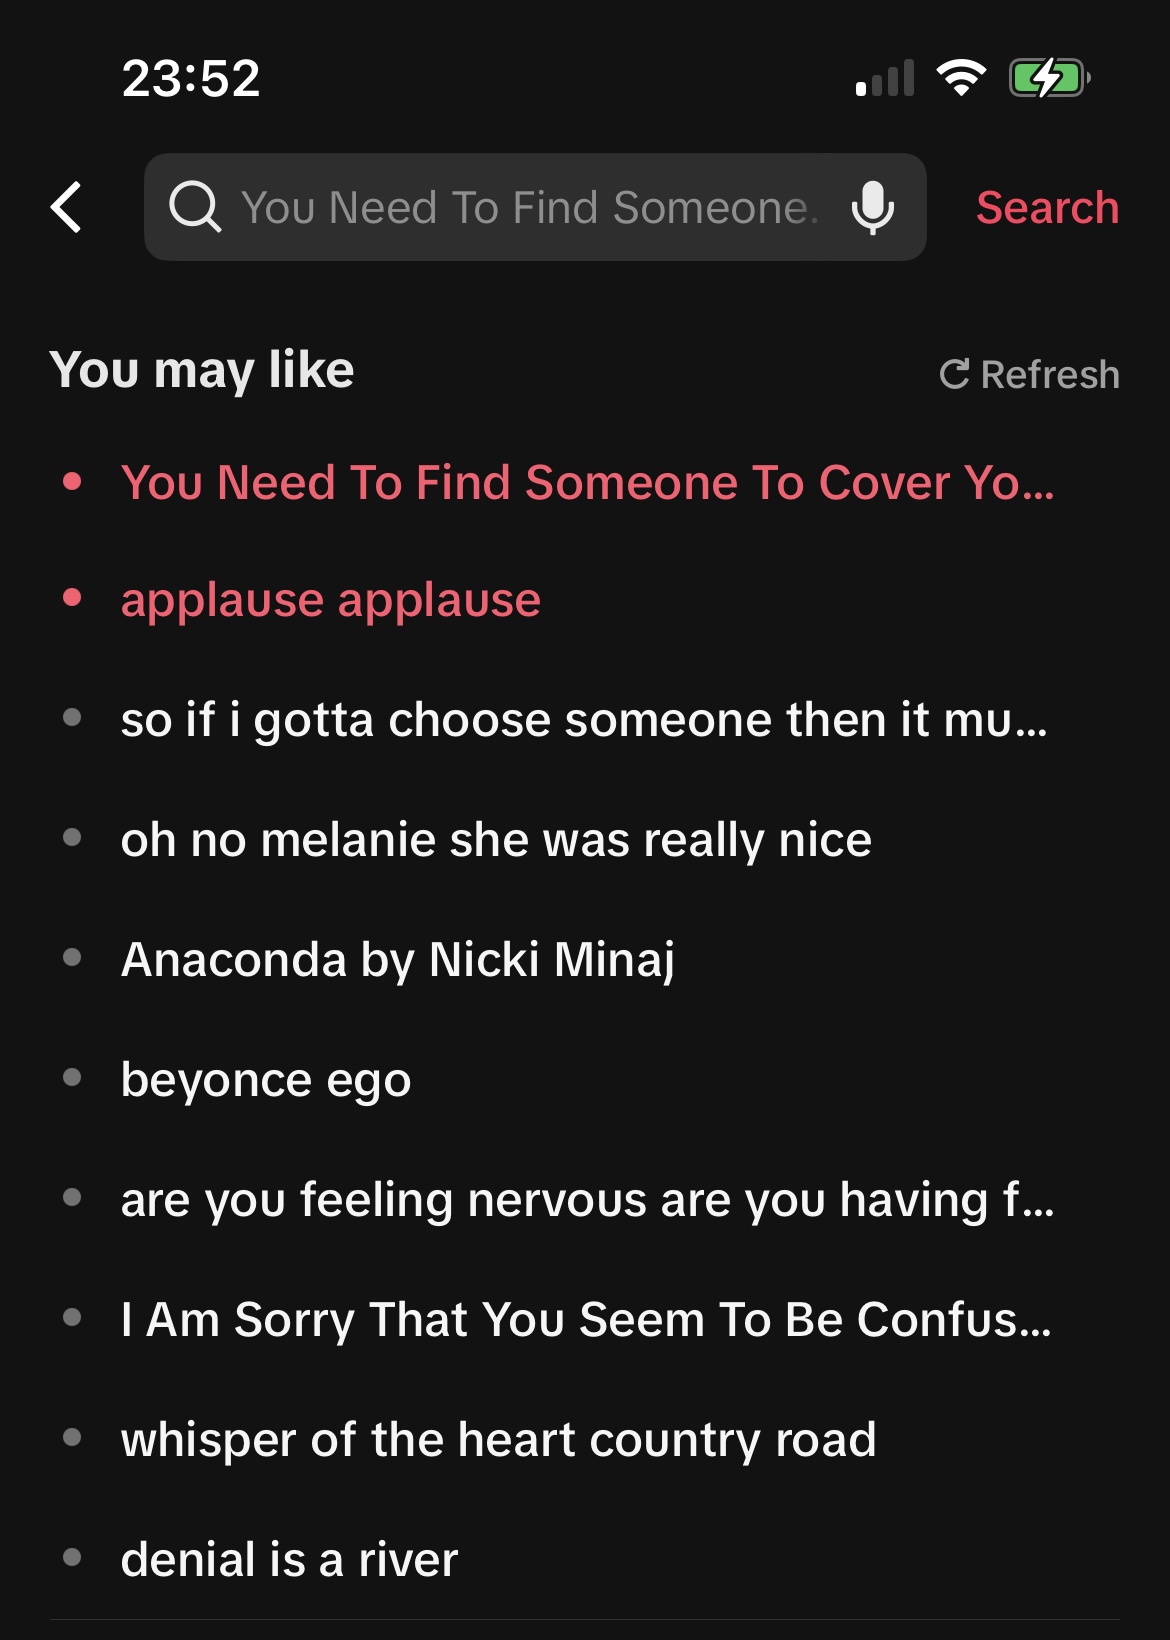 23:52
You Need To Find Someone.
Search
You may like
Refresh
You Need To Find Someone To Cover Yo...
applause applause
so if i gotta choose someone then it mu...
oh no melanie she was really nice
Anaconda by Nicki Minaj
beyonce ego
are you feeling nervous are you having f...
I Am Sorry That You Seem To Be Confus...
whisper of the heart country road
denial is a river